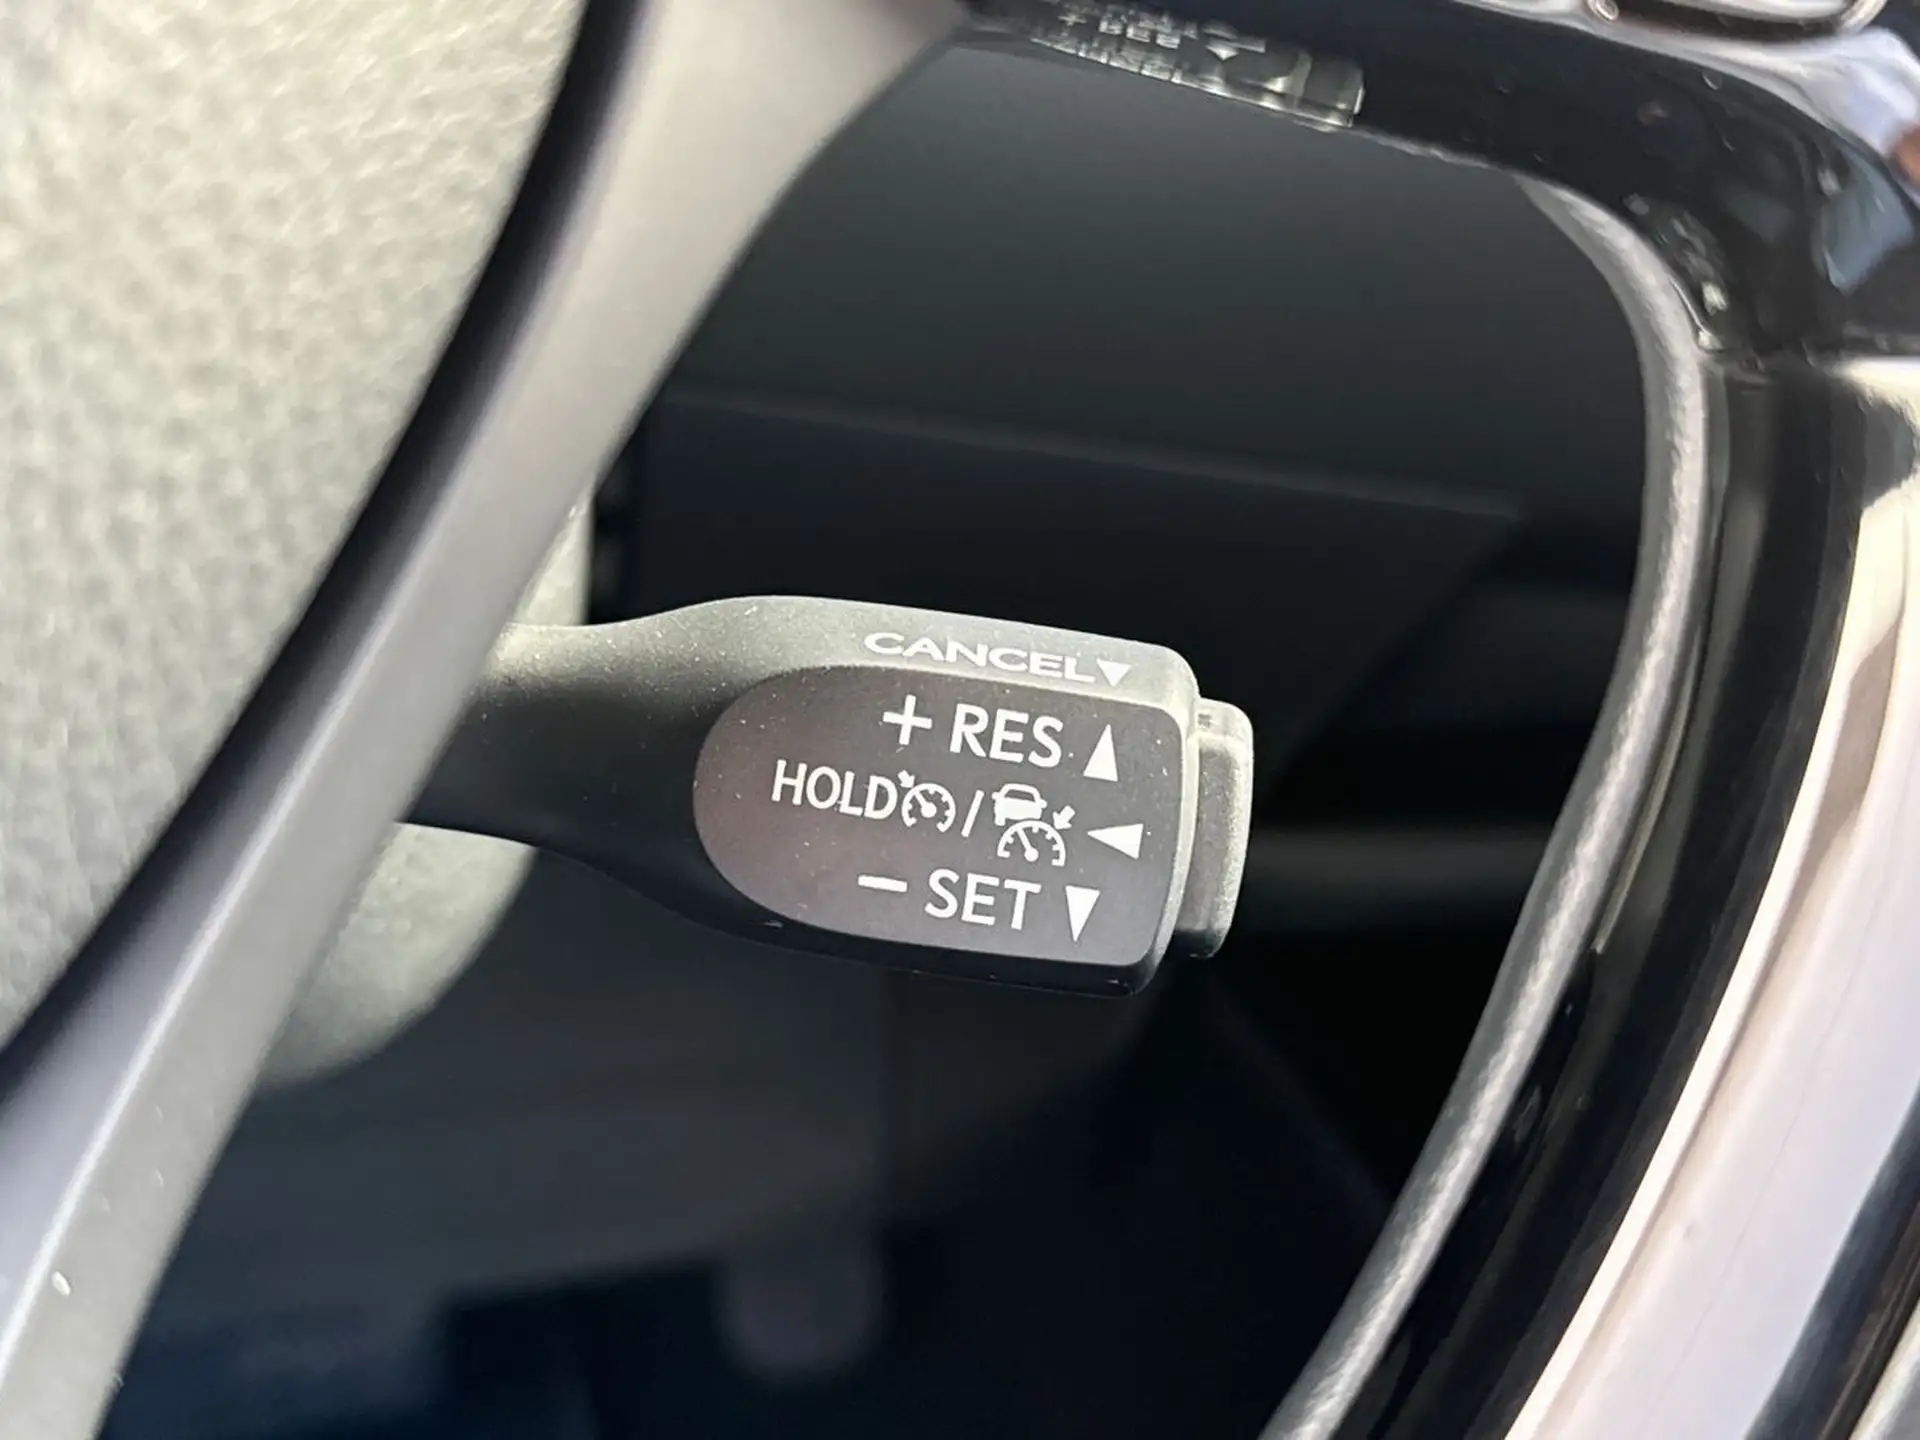 CANCEL▼
+ RES ▲
HOLD / ◀
− SET ▼